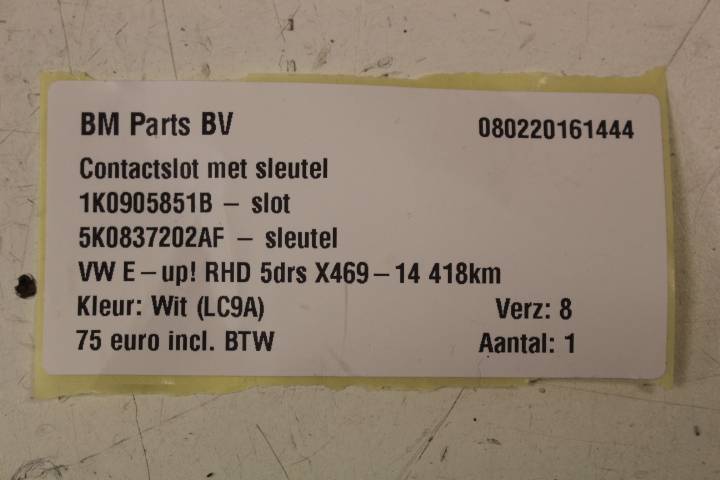 BM Parts BV 080220161444
Contactslot met sleutel
1K0905851B – slot
5K0837202AF – sleutel
VW E–up! RHD 5drs X469–14 418km
Kleur: Wit (LC9A) Verz: 8
75 euro incl. BTW Aantal: 1